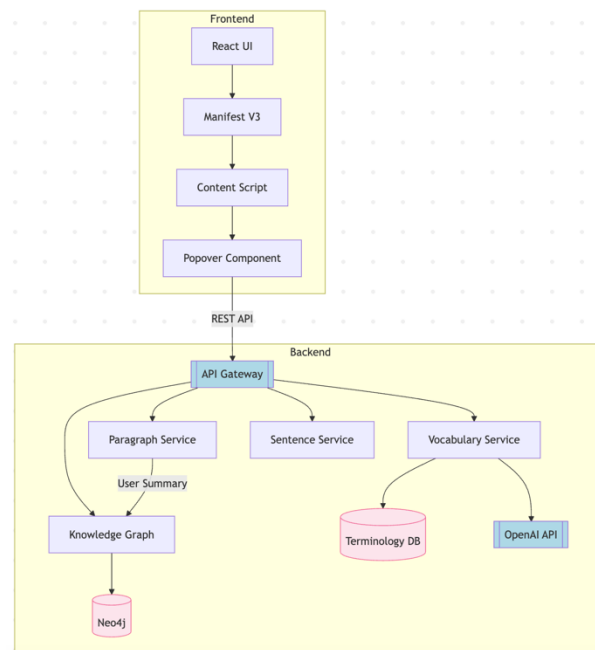 Frontend
React UI
Manifest V3
Content Script
Popover Component
REST API
Backend
API Gateway
Paragraph Service
Sentence Service
Vocabulary Service
User Summary
Knowledge Graph
Terminology DB
OpenAI API
Neo4j